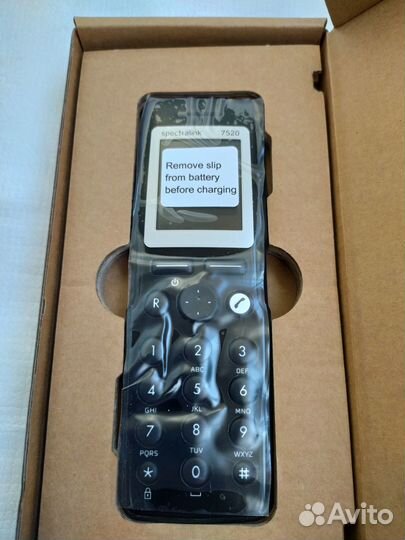 spectralink 7520
Remove slip
from battery
before charging
R
1 2 3
ABC DEF
4 5 6
GHI JKL MNO
7 8 9
PQRS TUV WXYZ
* 0 #
Avito